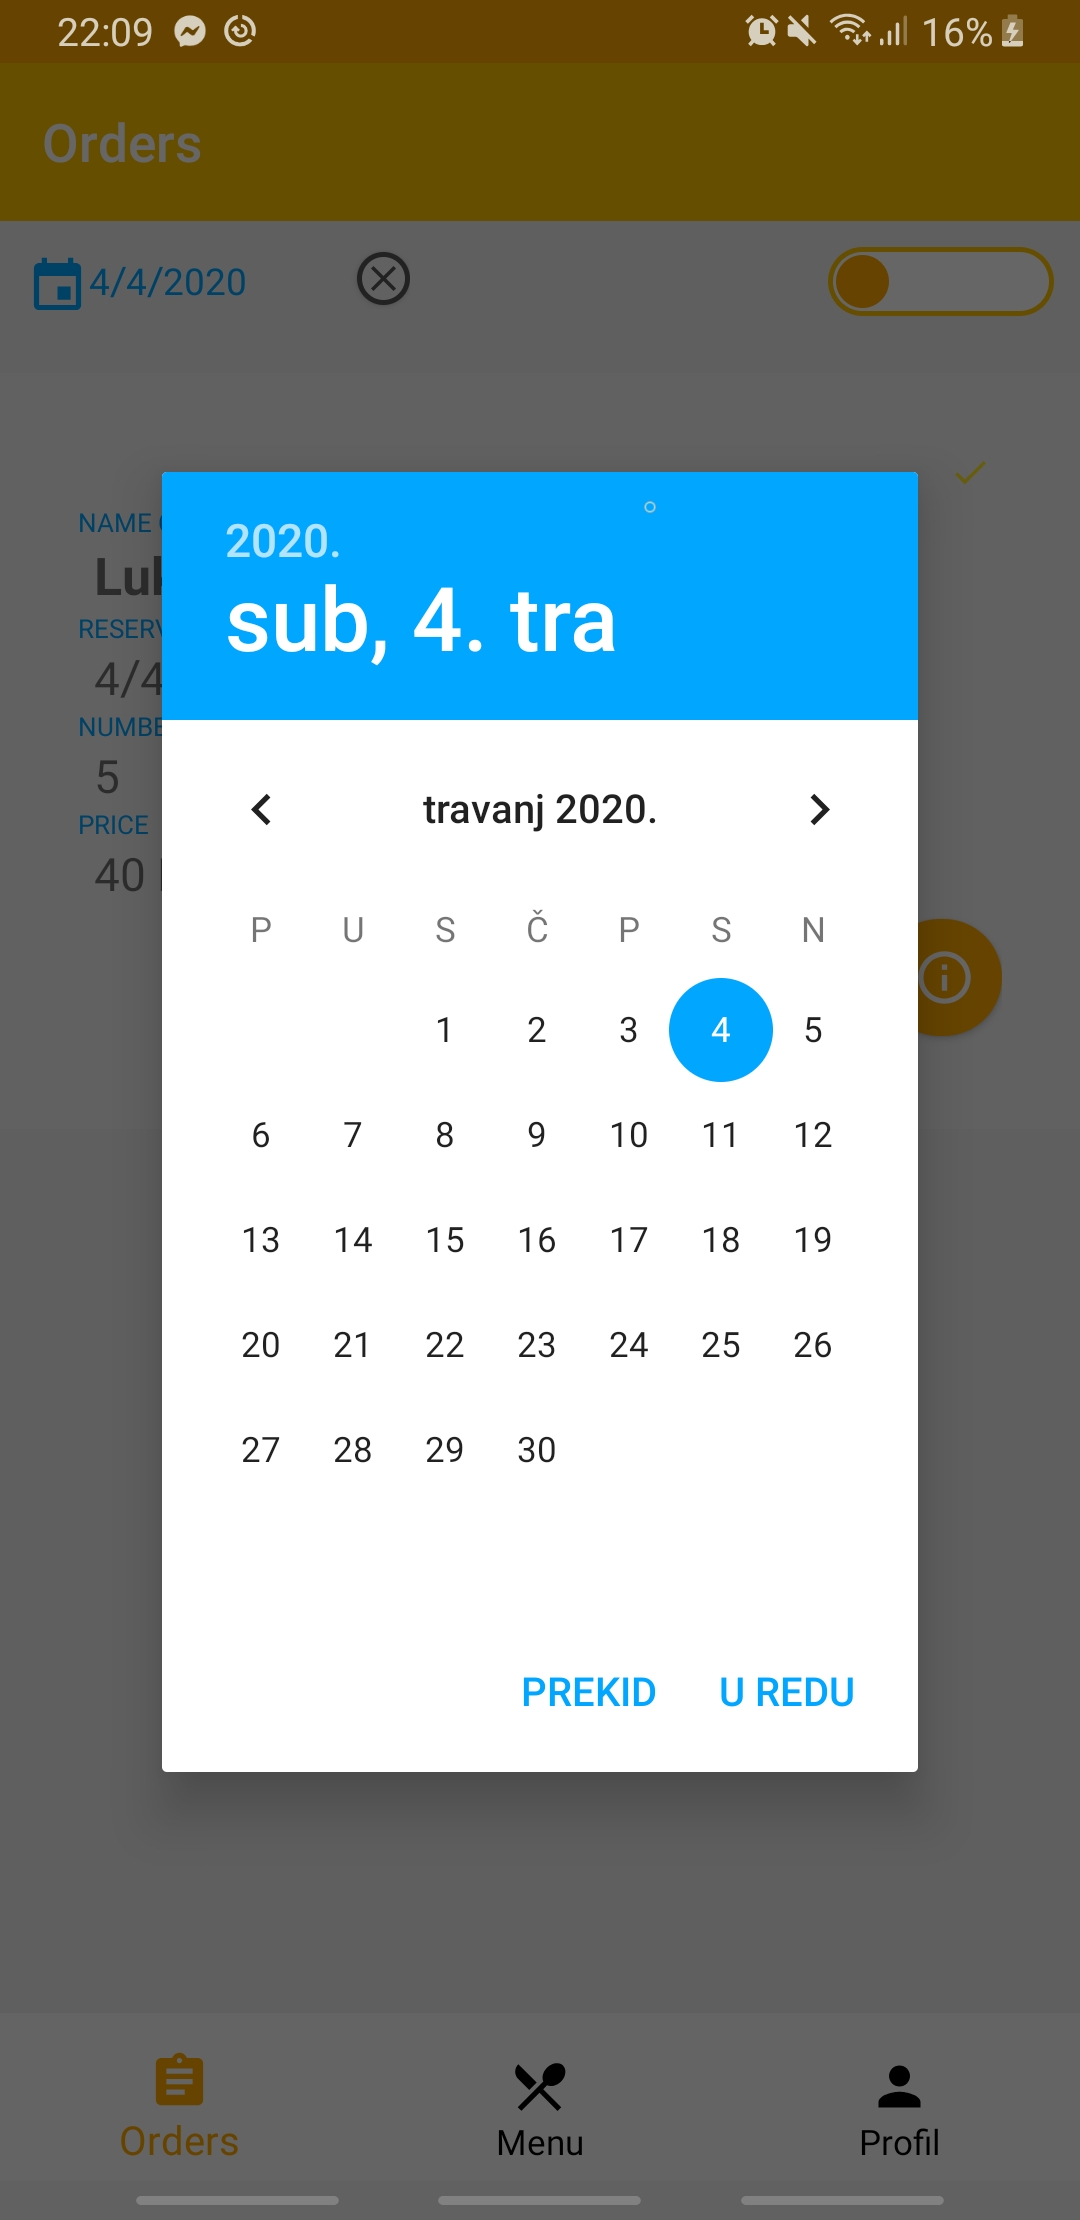 22:09 16%
Orders
4/4/2020
NAME
RESERV
4/4
NUMBE
5
PRICE
40
2020.
sub, 4. tra
travanj 2020.
P U S Č P S N
1 2 3 4 5
6 7 8 9 10 11 12
13 14 15 16 17 18 19
20 21 22 23 24 25 26
27 28 29 30
PREKID U REDU
Orders Menu Profil